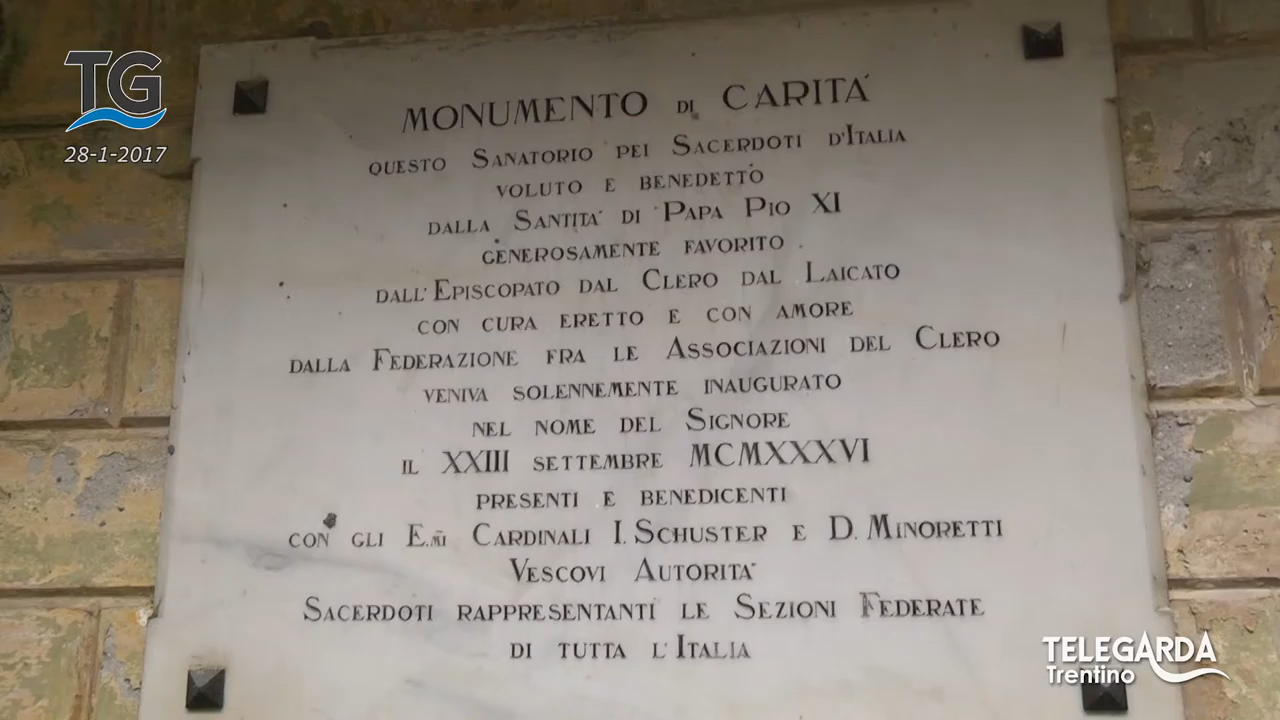 TG
28-1-2017
MONUMENTO DI CARITA'
QUESTO SANATORIO PEI SACERDOTI D'ITALIA
VOLUTO E BENEDETTO
DALLA SANTITA' DI PAPA PIO XI
GENEROSAMENTE FAVORITO
DALL'EPISCOPATO DAL CLERO DAL LAICATO
CON CURA ERETTO E CON AMORE
DALLA FEDERAZIONE FRA LE ASSOCIAZIONI DEL CLERO
VENIVA SOLENNEMENTE INAUGURATO
NEL NOME DEL SIGNORE
IL XXIII SETTEMBRE MCMXXXVI
PRESENTI E BENEDICENTI
CON GLI E.mi CARDINALI I. SCHUSTER E D. MINORETTI
VESCOVI AUTORITA'
SACERDOTI RAPPRESENTANTI LE SEZIONI FEDERATE
DI TUTTA L'ITALIA
TELEGARDA
Trentino